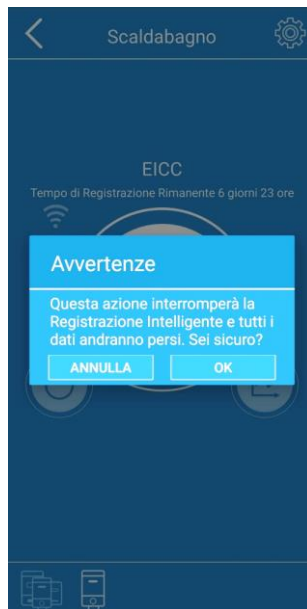 Scaldabagno
EICC
Tempo di Registrazione Rimanente 6 giorni 23 ore
Avvertenze
Questa azione interromperà la
Registrazione Intelligente e tutti i
dati andranno persi. Sei sicuro?
ANNULLA OK